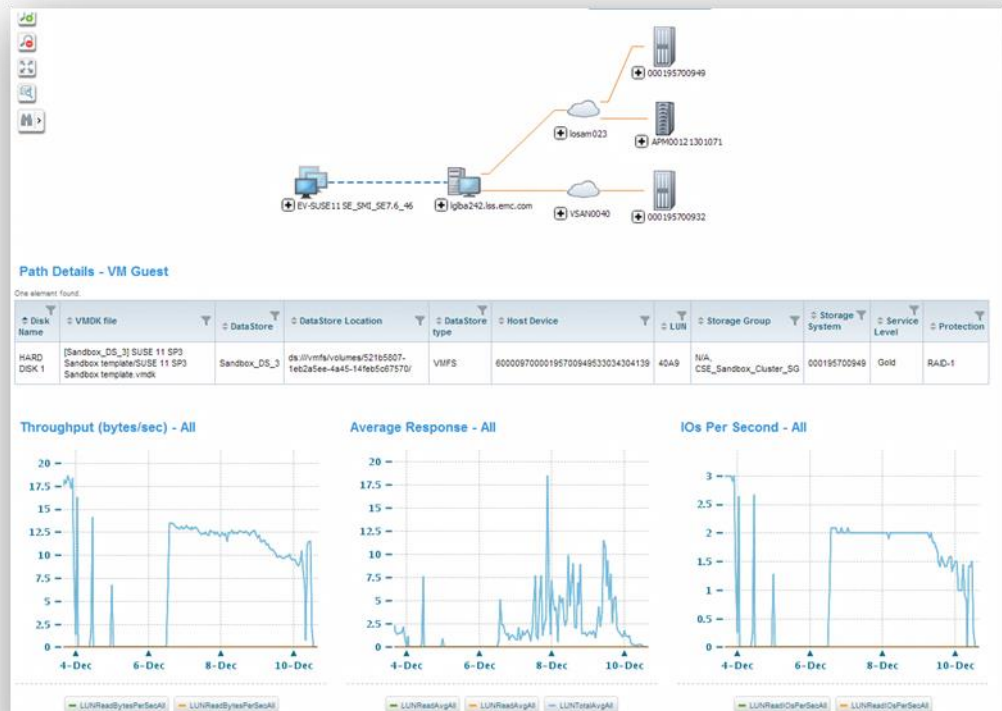 000195700949
losam023
APM00121301071
EV-SUSE11 SE_SMI_SE7.6_46
lglba242.lss.emc.com
VSAN0040
000195700932
Path Details - VM Guest
One element found.
Disk Name
VMDK file
DataStore
DataStore Location
DataStore type
Host Device
LUN
Storage Group
Storage System
Service Level
Protection
HARD DISK 1
[Sandbox_DS_3] SUSE 11 SP3
Sandbox template/SUSE 11 SP3
Sandbox template.vmdk
Sandbox_DS_3
ds:///vmfs/volumes/521b5807-
1eb2a5ee-4a45-14feb5c67570/
VMFS
60000970000195700949533034304139
40A9
N/A,
CSE_Sandbox_Cluster_SG
000195700949
Gold
RAID-1
Throughput (bytes/sec) - All
20
17.5
15
12.5
10
7.5
5
2.5
0
4-Dec 6-Dec 8-Dec 10-Dec
LUNReadBytesPerSecAll LUNReadBytesPerSecAll
Average Response - All
20
17.5
15
12.5
10
7.5
5
2.5
0
4-Dec 6-Dec 8-Dec 10-Dec
LUNReadAvgAll LUNReadAvgAll LUNTotalAvgAll
IOs Per Second - All
3
2.5
2
1.5
1
0.5
0
4-Dec 6-Dec 8-Dec 10-Dec
LUNReadIOsPerSecAll LUNReadIOsPerSecAll